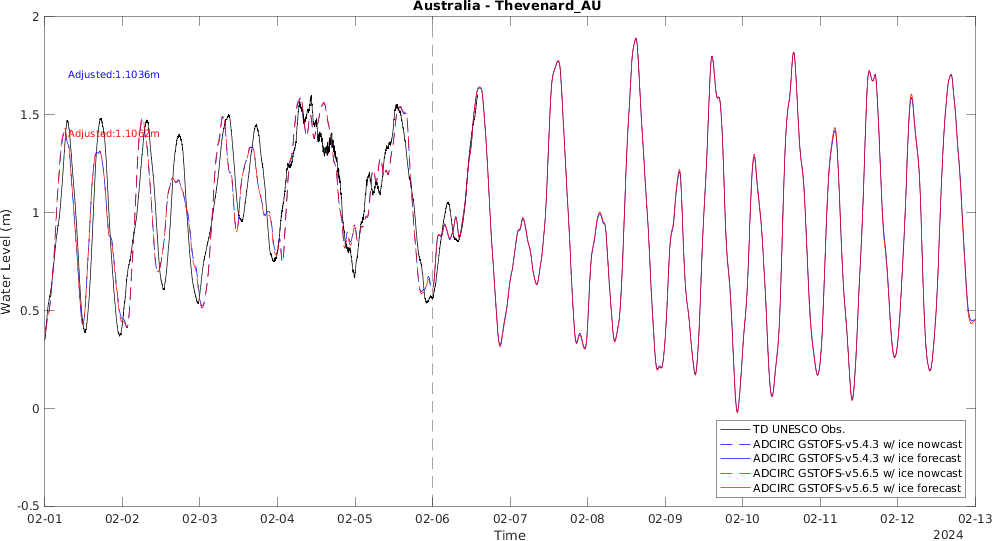 Australia - Thevenard_AU
2
1.5
1
0.5
0
-0.5
Water Level (m)
Adjusted:1.1036m
Adjusted:1.1062m
TD UNESCO Obs.
ADCIRC GSTOFS-v5.4.3 w/ ice nowcast
ADCIRC GSTOFS-v5.4.3 w/ ice forecast
ADCIRC GSTOFS-v5.6.5 w/ ice nowcast
ADCIRC GSTOFS-v5.6.5 w/ ice forecast
02-01 02-02 02-03 02-04 02-05 02-06 02-07 02-08 02-09 02-10 02-11 02-12 02-13
Time
2024